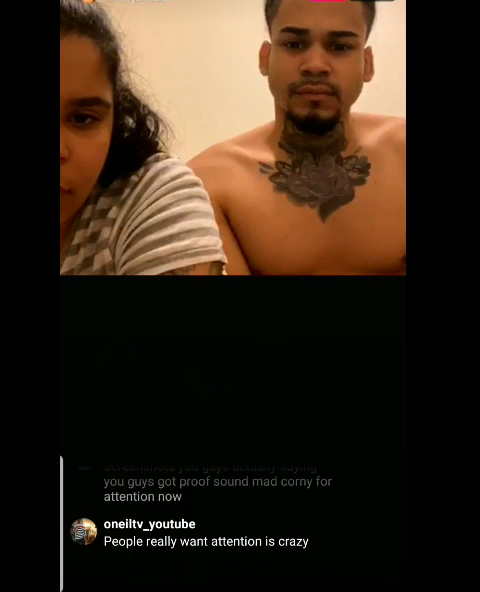 Screenshots you guys actually saying
you guys got proof sound mad corny for
attention now
oneiltv_youtube
People really want attention is crazy